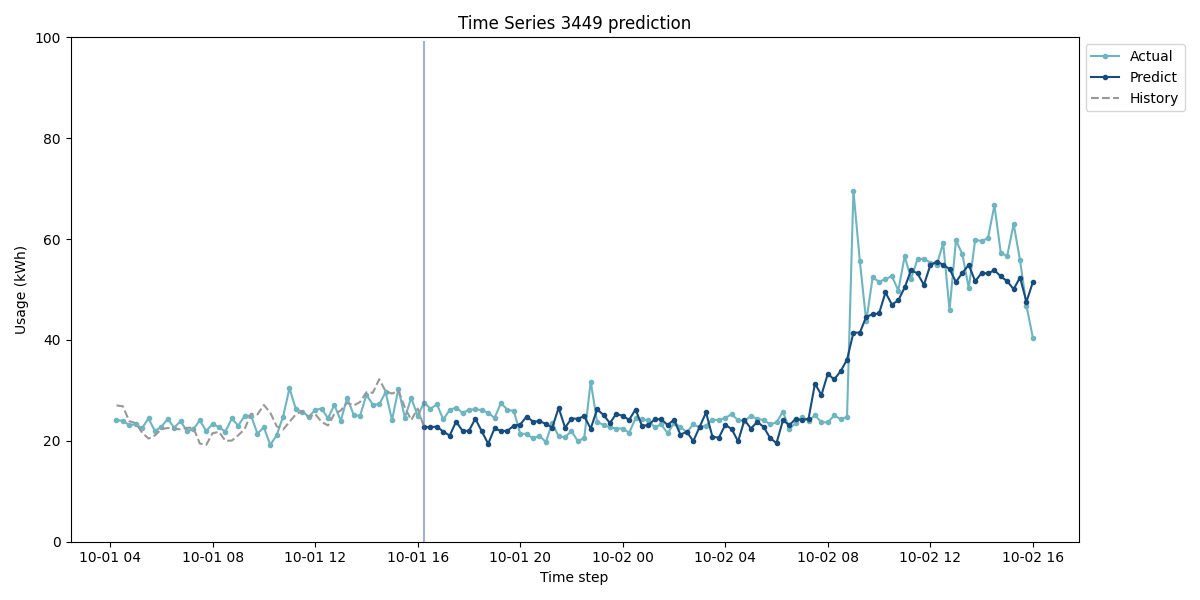 Time Series 3449 prediction
100
80
60
40
20
0
Usage (kWh)
10-01 04 10-01 08 10-01 12 10-01 16 10-01 20 10-02 00 10-02 04 10-02 08 10-02 12 10-02 16
Time step
Actual
Predict
History